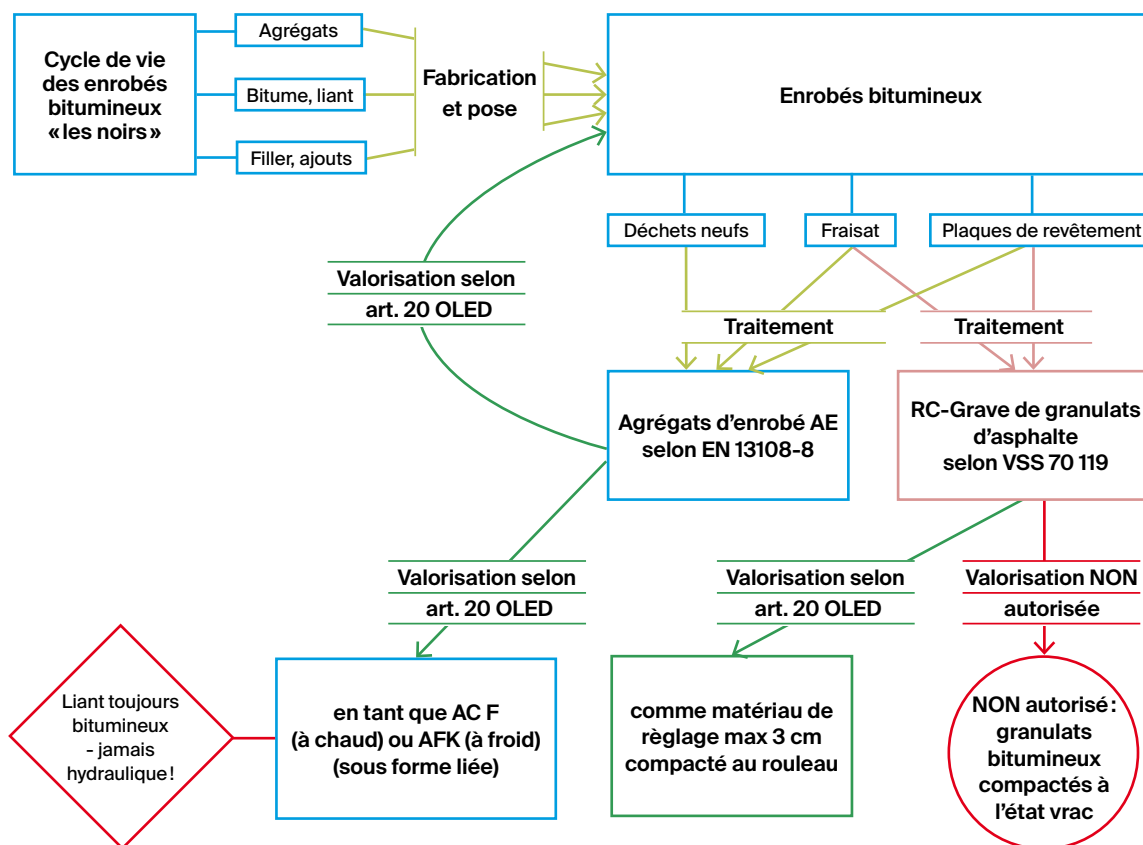 Cycle de vie
des enrobés
bitumineux
«les noirs»
Agrégats
Bitume, liant
Filler, ajouts
Fabrication
et pose
Enrobés bitumineux
Déchets neufs
Fraisat
Plaques de revêtement
Valorisation selon
art. 20 OLED
Traitement
Traitement
Agrégats d’enrobé AE
selon EN 13108-8
RC-Grave de granulats
d’asphalte
selon VSS 70 119
Valorisation selon
art. 20 OLED
Valorisation selon
art. 20 OLED
Valorisation NON
autorisée
Liant toujours
bitumineux
- jamais
hydraulique!
en tant que AC F
(à chaud) ou AFK (à froid)
(sous forme liée)
comme matériau de
règlage max 3 cm
compacté au rouleau
NON autorisé:
granulats
bitumineux
compactés à
l’état vrac